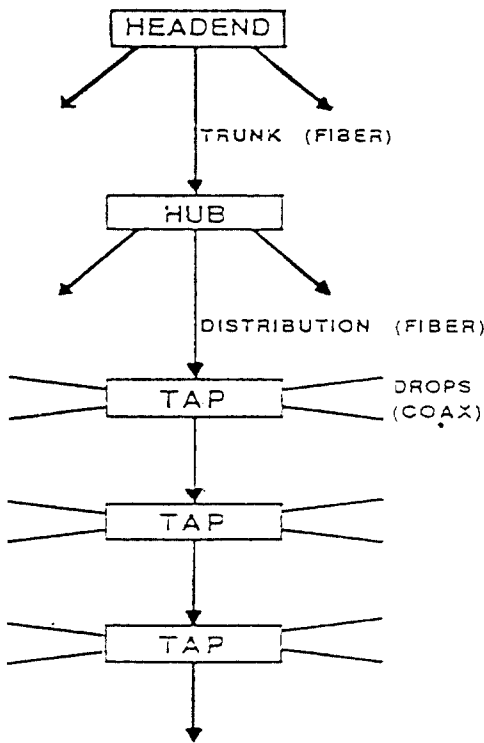 HEADEND
TRUNK (FIBER)
HUB
DISTRIBUTION (FIBER)
TAP
DROPS
(COAX)
TAP
TAP